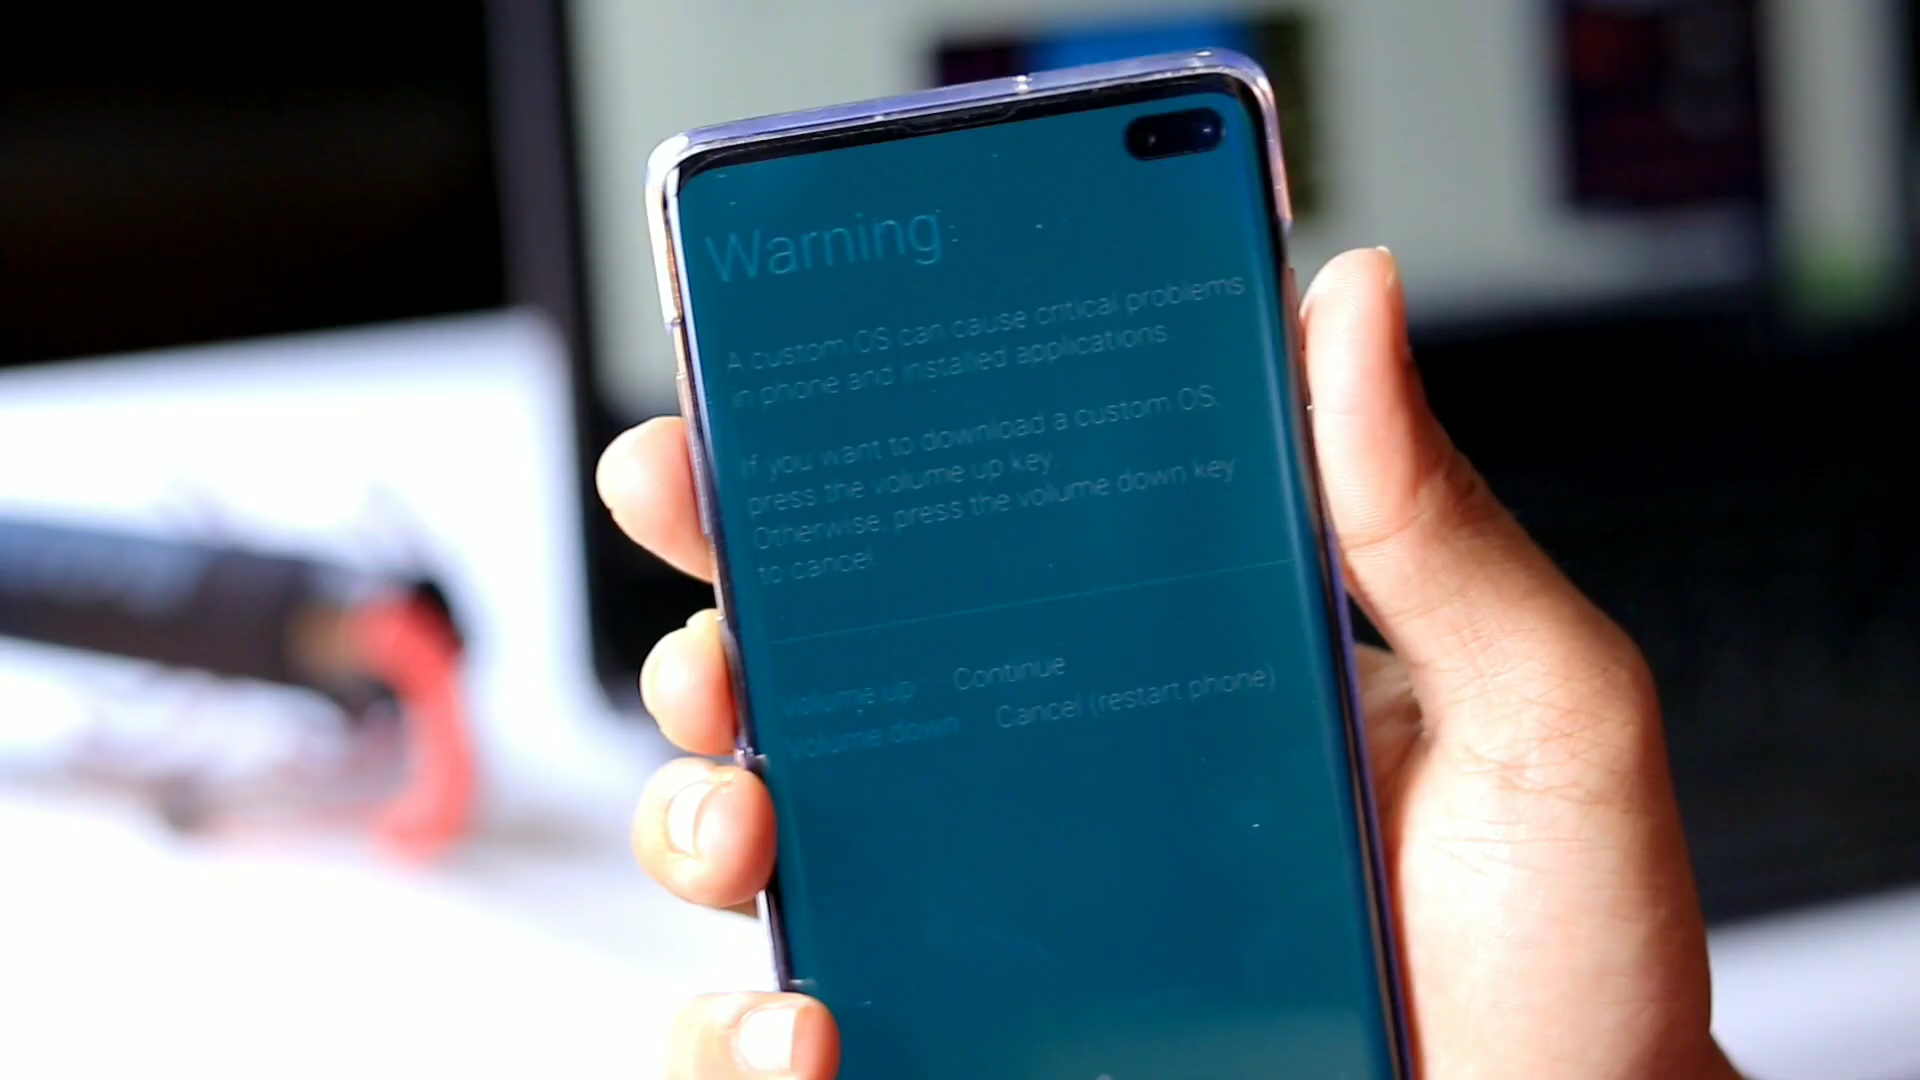 Warning
A custom OS can cause critical problems
in phone and installed applications.
If you want to download a custom OS,
press the volume up key.
Otherwise, press the volume down key
to cancel.
Volume up: Continue
Volume down: Cancel (restart phone)